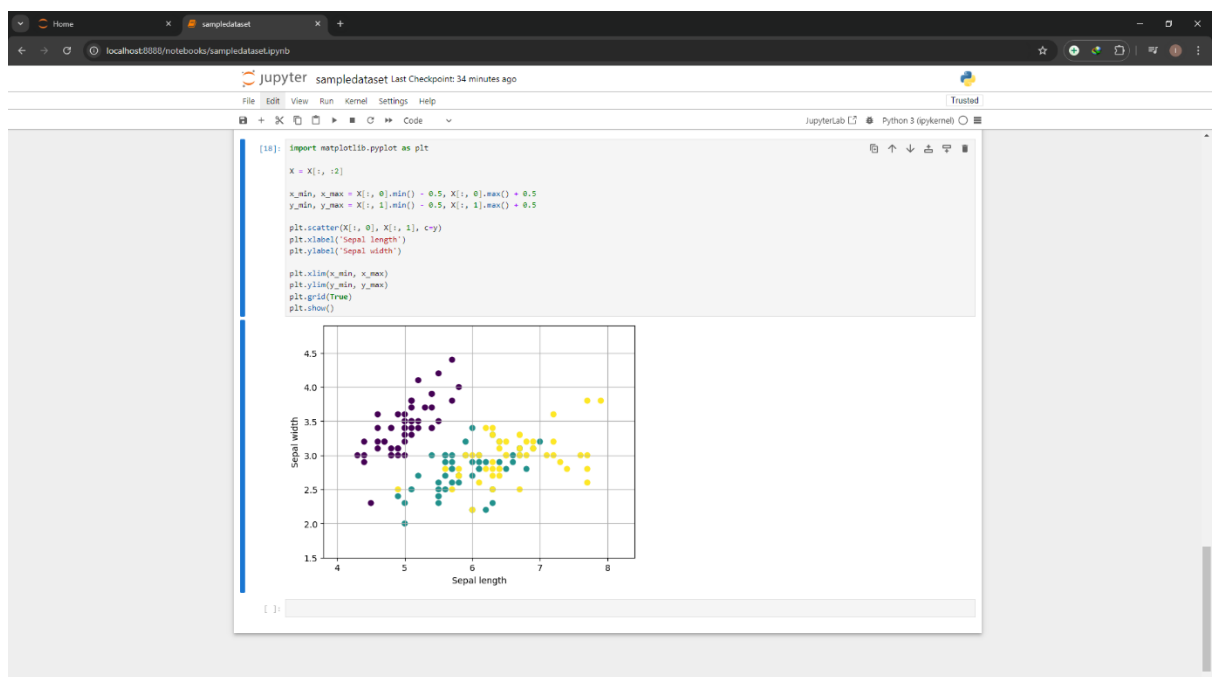 Home
sampledataset
localhost:8888/notebooks/sampledataset.ipynb
jupyter sampledataset Last Checkpoint: 34 minutes ago
File Edit View Run Kernel Settings Help Trusted
Code JupyterLab Python 3 (ipykernel)
[18]: import matplotlib.pyplot as plt
X = X[:, :2]
x_min, x_max = X[:, 0].min() - 0.5, X[:, 0].max() + 0.5
y_min, y_max = X[:, 1].min() - 0.5, X[:, 1].max() + 0.5
plt.scatter(X[:, 0], X[:, 1], c=y)
plt.xlabel('Sepal length')
plt.ylabel('Sepal width')
plt.xlim(x_min, x_max)
plt.ylim(y_min, y_max)
plt.grid(True)
plt.show()
4.5
4.0
3.5
3.0
2.5
2.0
1.5
Sepal width
4 5 6 7 8
Sepal length
[ ]: